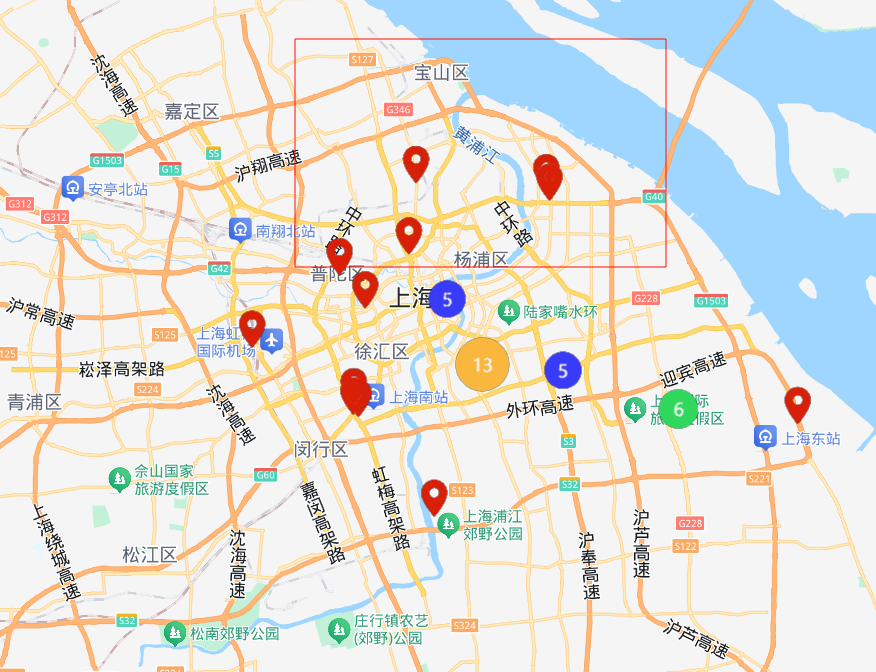 S127
宝山区
沈海高速
嘉定区
G346
黄浦江
S5
G1503
G15
沪翔高速
安亭北站
G312
G312
G40
中环路
中环路
南翔北站
G42
普陀区
杨浦区
沪常高速
上海
5
G228
G1503
陆家嘴水环
S125
上海虹
国际机场
125
崧泽高架路
徐汇区
13
5
迎宾高速
S224
青浦区
沈海高速
上海南站
外环高速
上
际
6
旅
度假区
上海东站
闵行区
S3
G60
佘山国家
旅游度假区
S32
S221
虹梅高架路
嘉闵高架路
S123
上海浦江
郊野公园
上海绕城高速
沈海高速
沪芦高速
沪奉高速
G228
S122
松江区
S32
松南郊野公园
庄行镇农艺
(郊野)公园
S324
沪芦高速